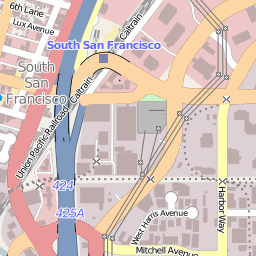 6th Lane
Lux Avenue
Caltrain
South San Francisco
South
San
Francisco
Caltrain
Union Pacific Railroad
424
425A
Harbor Way
West Harris Avenue
Mitchell Avenue